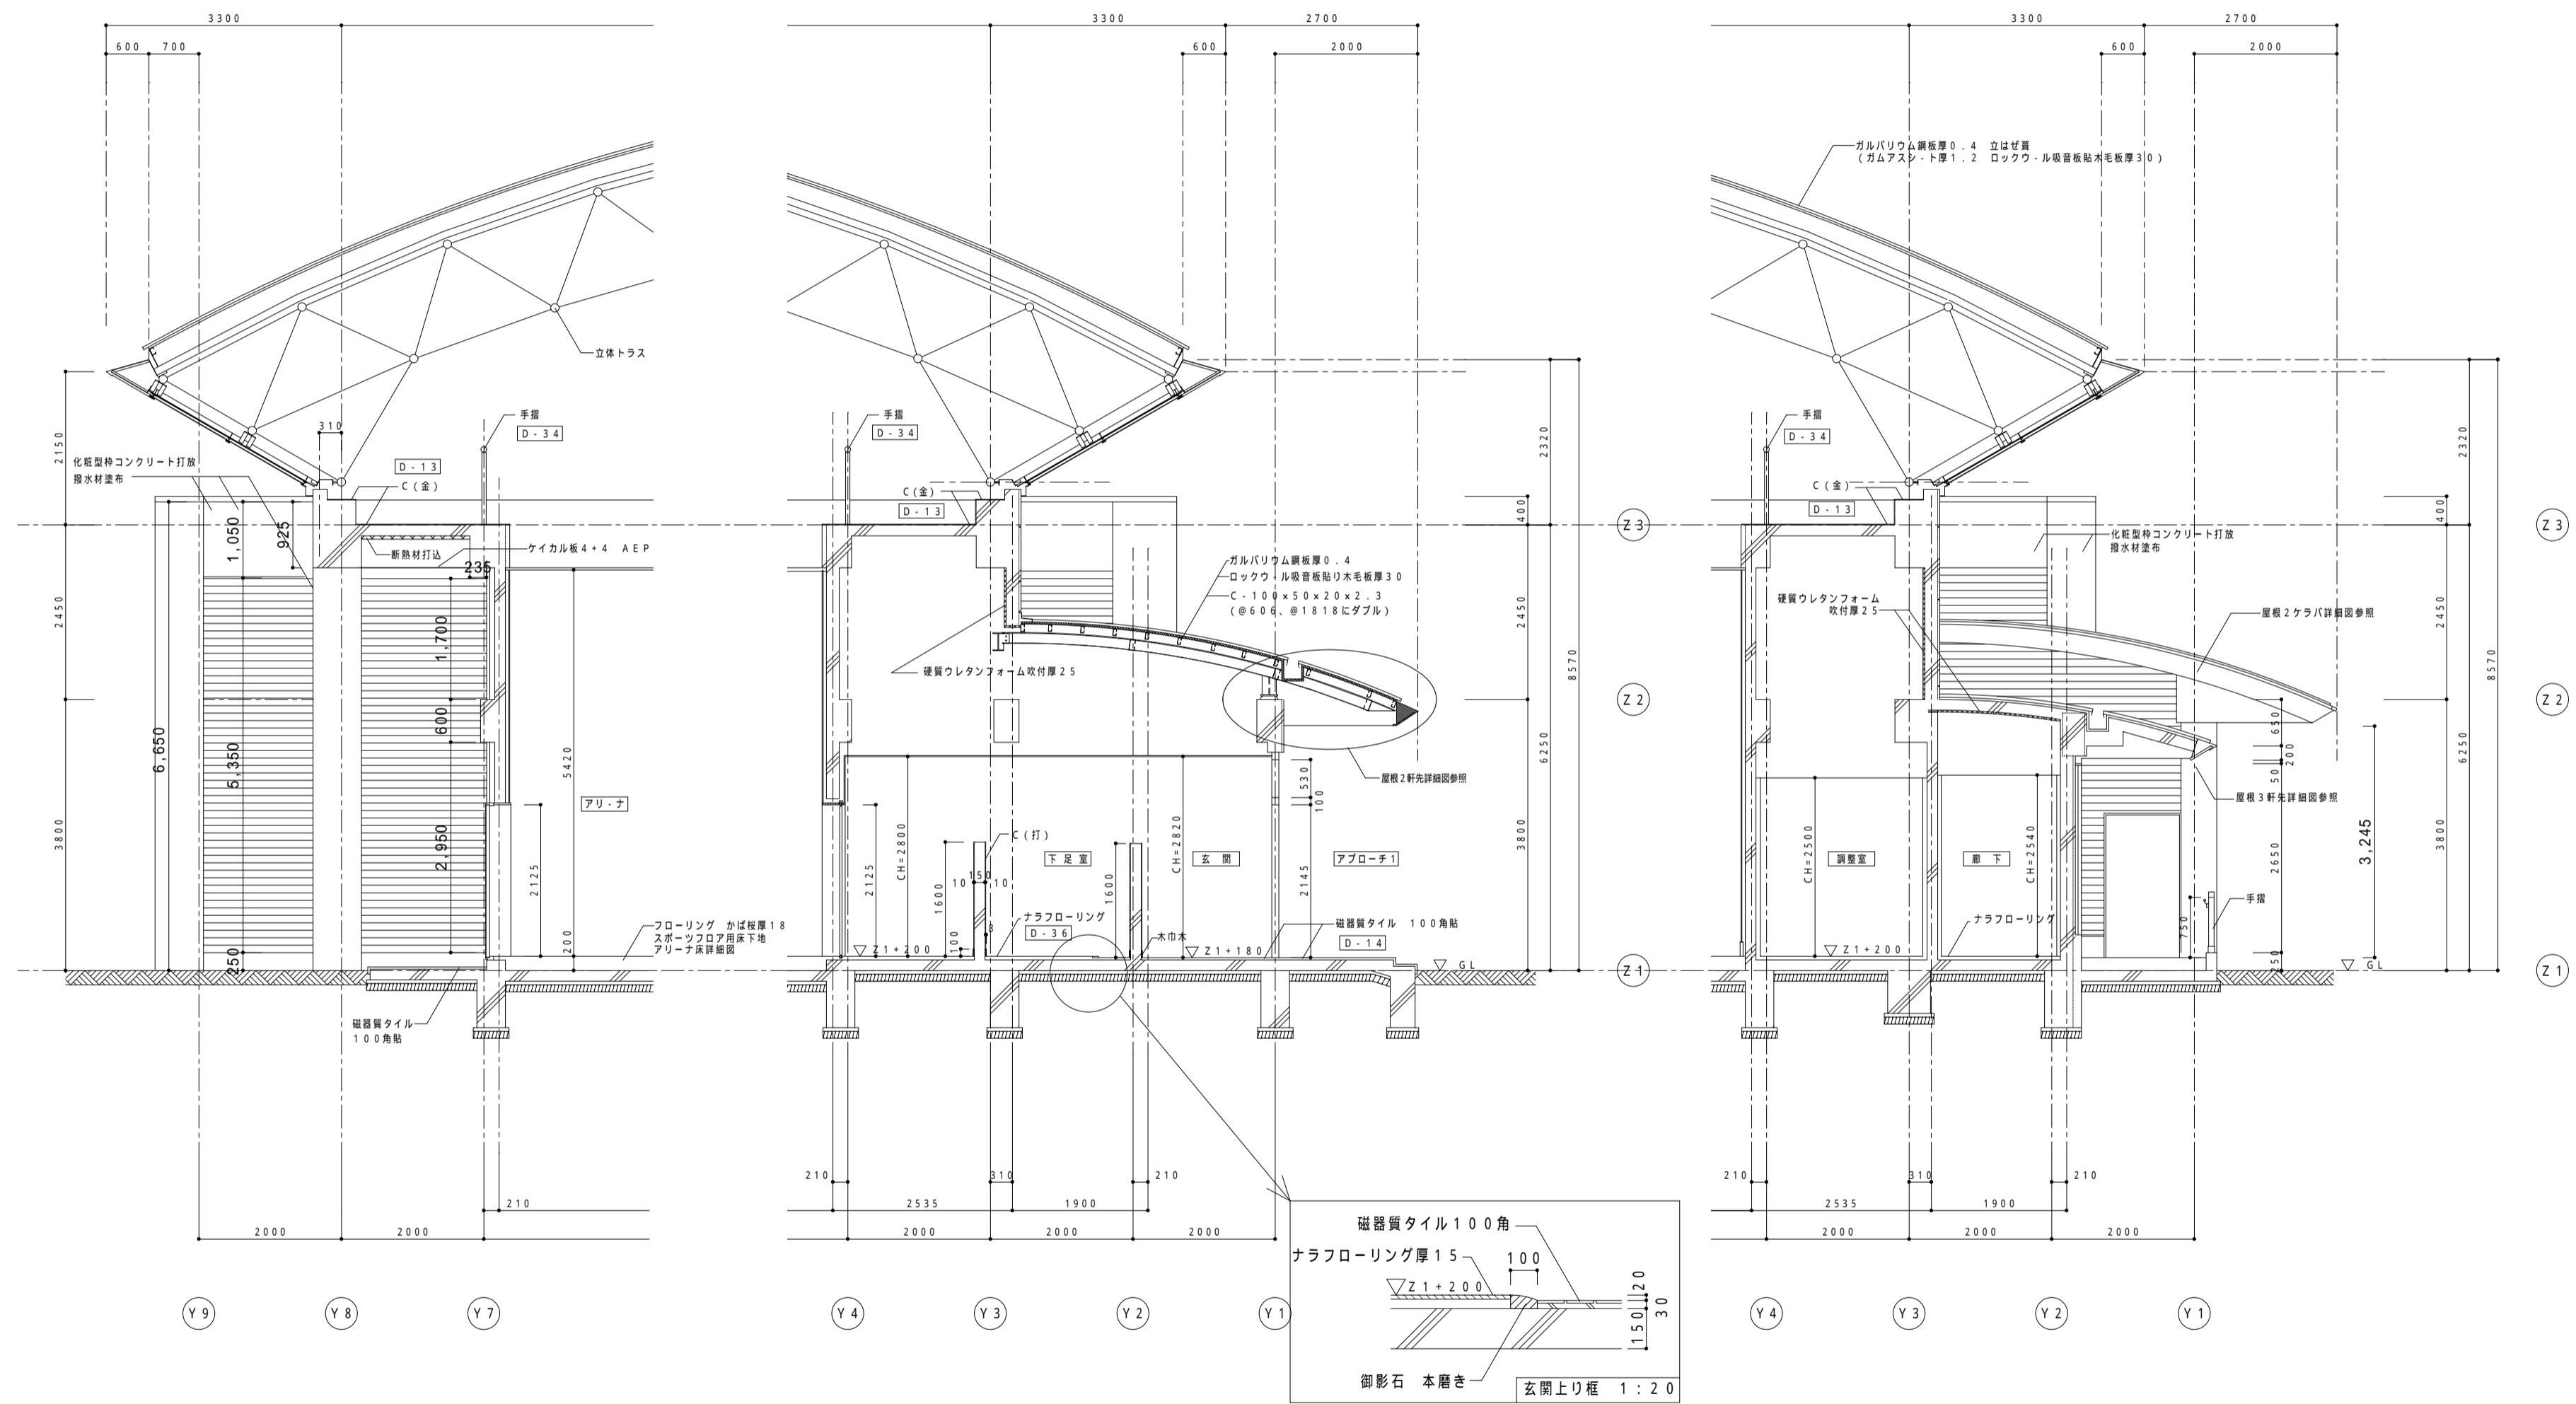 3300
600
700
立体トラス
手摺
D-34
310
2150
化粧型枠コンクリート打放
撥水材塗布
D-13
C(金)
1,050
925
断熱材打込
ケイカル板4+4 AEP
235
2450
1,700
600
6,650
5,350
5420
アリ-ナ
3800
2,950
2125
250
200
フローリング かば桜厚18
スポーツフロア用床下地
アリーナ床詳細図
磁器質タイル
100角貼
210
2000
2000
Y9
Y8
Y7
3300
2700
600
2000
手摺
D-34
C(金)
D-13
2320
400
ガルバリウム鋼板厚0.4
ロックウ-ル吸音板貼り木毛板厚30
C-100×50×20×2.3
(@606、@1818にダブル)
硬質ウレタンフォーム吹付厚25
2450
8570
6250
屋根2軒先詳細図参照
530
100
C(打)
CH=2800
CH=2820
2125
1600
150
10
10
下足室
1600
玄関
アプローチ1
2145
3800
ナラフローリング
D-36
8
100
木巾木
磁器質タイル 100角貼
D-14
Z1+200
Z1+180
GL
Z3
Z2
Z1
210
310
210
2535
1900
2000
2000
2000
Y4
Y3
Y2
Y1
磁器質タイル100角
ナラフローリング厚15
100
Z1+200
20
30
150
御影石 本磨き
玄関上り框 1:20
3300
2700
600
2000
ガルバリウム鋼板厚0.4 立はぜ葺
(ガムアスシ-ト厚1.2 ロックウ-ル吸音板貼木毛板厚30)
手摺
D-34
C(金)
D-13
2320
400
化粧型枠コンクリート打放
撥水材塗布
硬質ウレタンフォーム
吹付厚25
屋根2ケラバ詳細図参照
2450
8570
650
200
50
6250
屋根3軒先詳細図参照
CH=2500
調整室
廊下
CH=2540
2650
3,245
3800
手摺
750
ナラフローリング
Z1+200
250
GL
Z3
Z2
Z1
210
310
210
2535
1900
2000
2000
2000
Y4
Y3
Y2
Y1